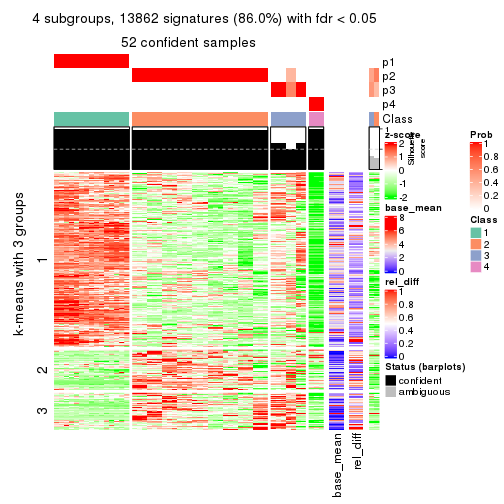 4 subgroups, 13862 signatures (86.0%) with fdr < 0.05
52 confident samples
p1
p2
p3
p4
Class
1
Silhouette
score
k-means with 3 groups
1
2
3
base_mean
rel_diff
z-score
2
1
0
-1
-2
base_mean
8
6
4
2
0
rel_diff
1
0.8
0.6
0.4
0.2
0
Status (barplots)
confident
ambiguous
Prob
1
0.8
0.6
0.4
0.2
0
Class
1
2
3
4